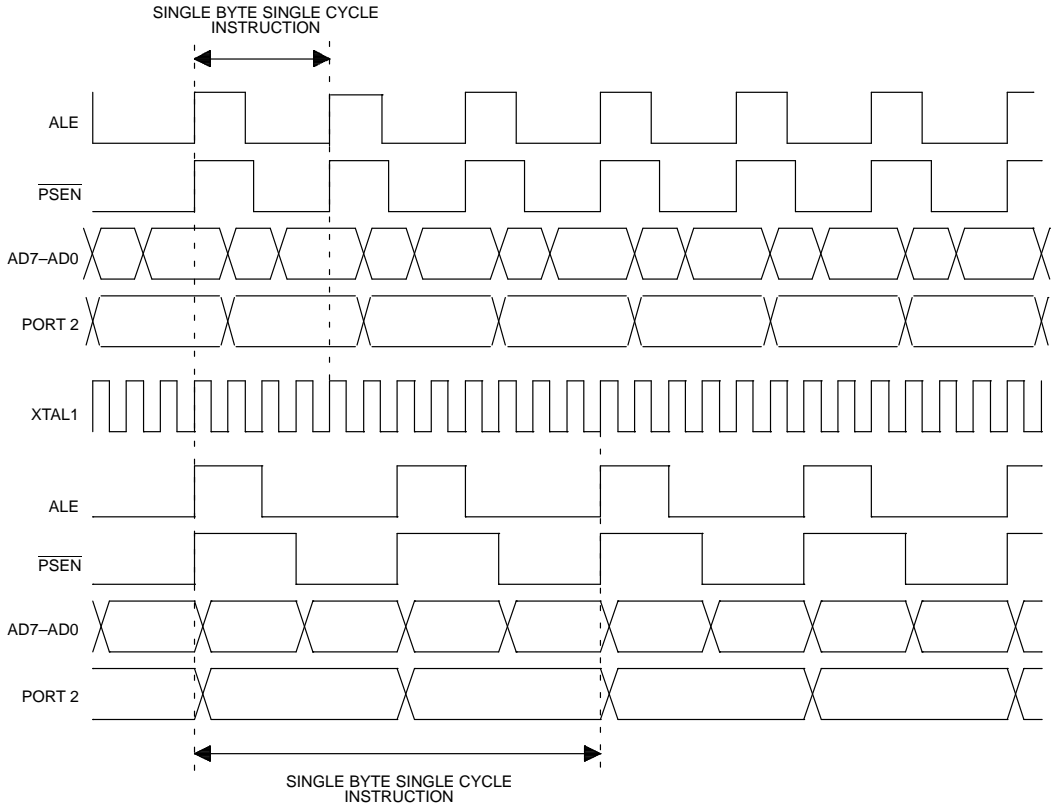 SINGLE BYTE SINGLE CYCLE
INSTRUCTION
ALE
PSEN
AD7–AD0
PORT 2
XTAL1
ALE
PSEN
AD7–AD0
PORT 2
SINGLE BYTE SINGLE CYCLE
INSTRUCTION